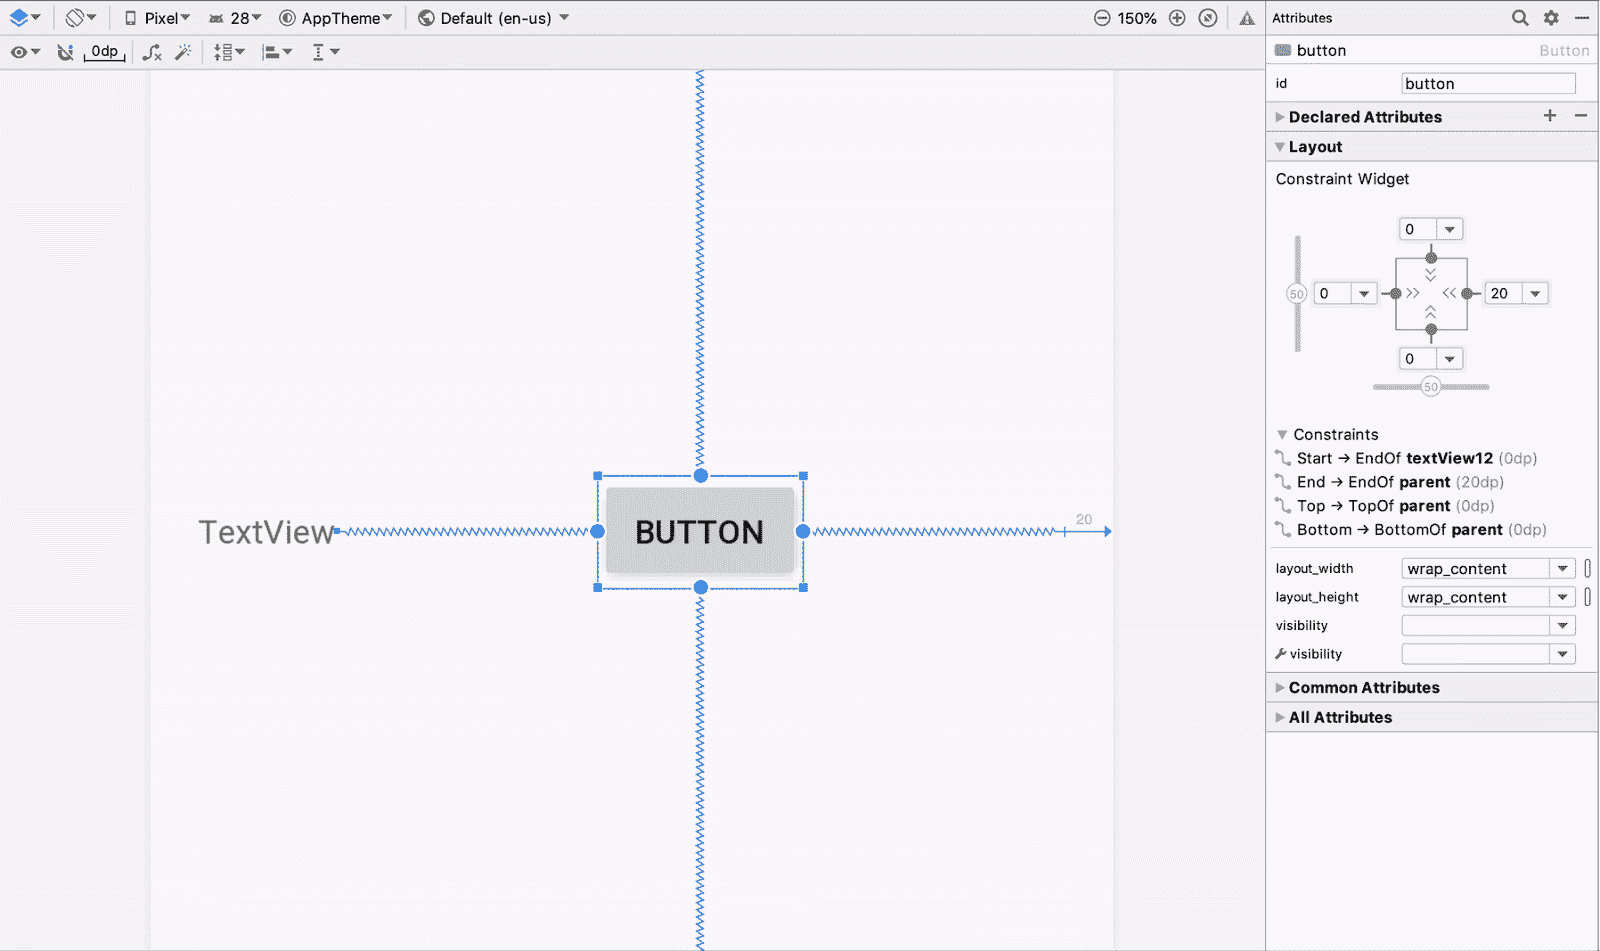 Pixel 28 AppTheme Default (en-us) 150% Attributes
0dp
button Button
id button
Declared Attributes
Layout
Constraint Widget
0
50 0 20
0
50
Constraints
Start → EndOf textView12 (0dp)
End → EndOf parent (20dp)
Top → TopOf parent (0dp)
Bottom → BottomOf parent (0dp)
layout_width wrap_content
layout_height wrap_content
visibility
visibility
Common Attributes
All Attributes
TextView BUTTON 20